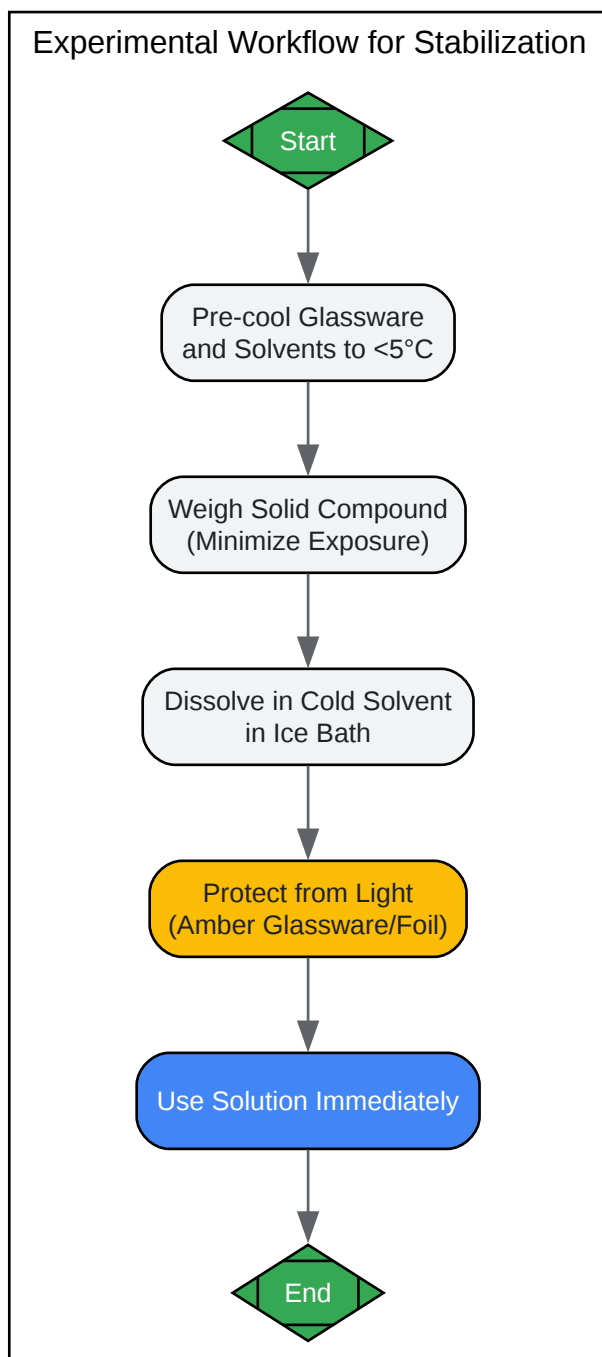 Experimental Workflow for Stabilization
Start
Pre-cool Glassware
and Solvents to <5°C
Weigh Solid Compound
(Minimize Exposure)
Dissolve in Cold Solvent
in Ice Bath
Protect from Light
(Amber Glassware/Foil)
Use Solution Immediately
End